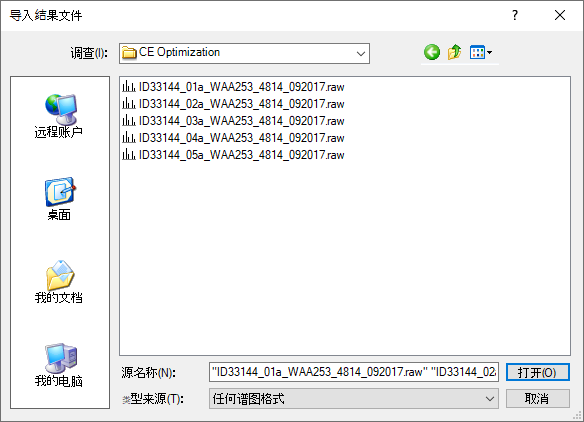 导入结果文件
调查(I):
CE Optimization
ID33144_01a_WAA253_4814_092017.raw
ID33144_02a_WAA253_4814_092017.raw
ID33144_03a_WAA253_4814_092017.raw
ID33144_04a_WAA253_4814_092017.raw
ID33144_05a_WAA253_4814_092017.raw
远程账户
桌面
我的文档
我的电脑
源名称(N):
"ID33144_01a_WAA253_4814_092017.raw" "ID33144_02a
打开(O)
类型来源(T):
任何谱图格式
取消